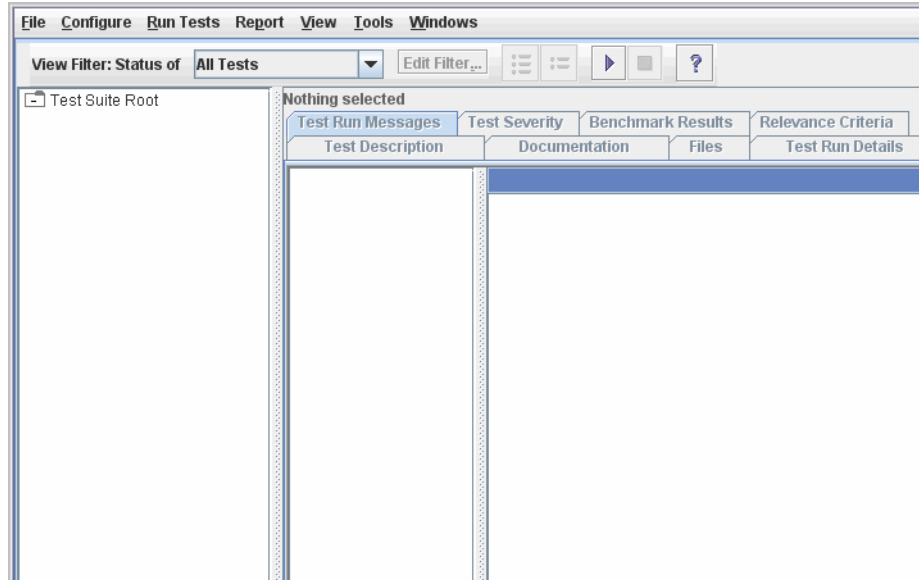 File Configure Run Tests Report View Tools Windows
View Filter: Status of All Tests Edit Filter... ?
Test Suite Root
Nothing selected
Test Run Messages Test Severity Benchmark Results Relevance Criteria
Test Description Documentation Files Test Run Details